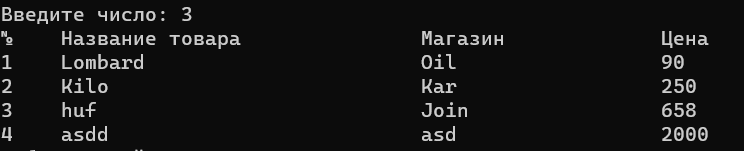 Введите число: 3
№ Название товара Магазин Цена
1 Lombard Oil 90
2 Kilo Kar 250
3 huf Join 658
4 asdd asd 2000